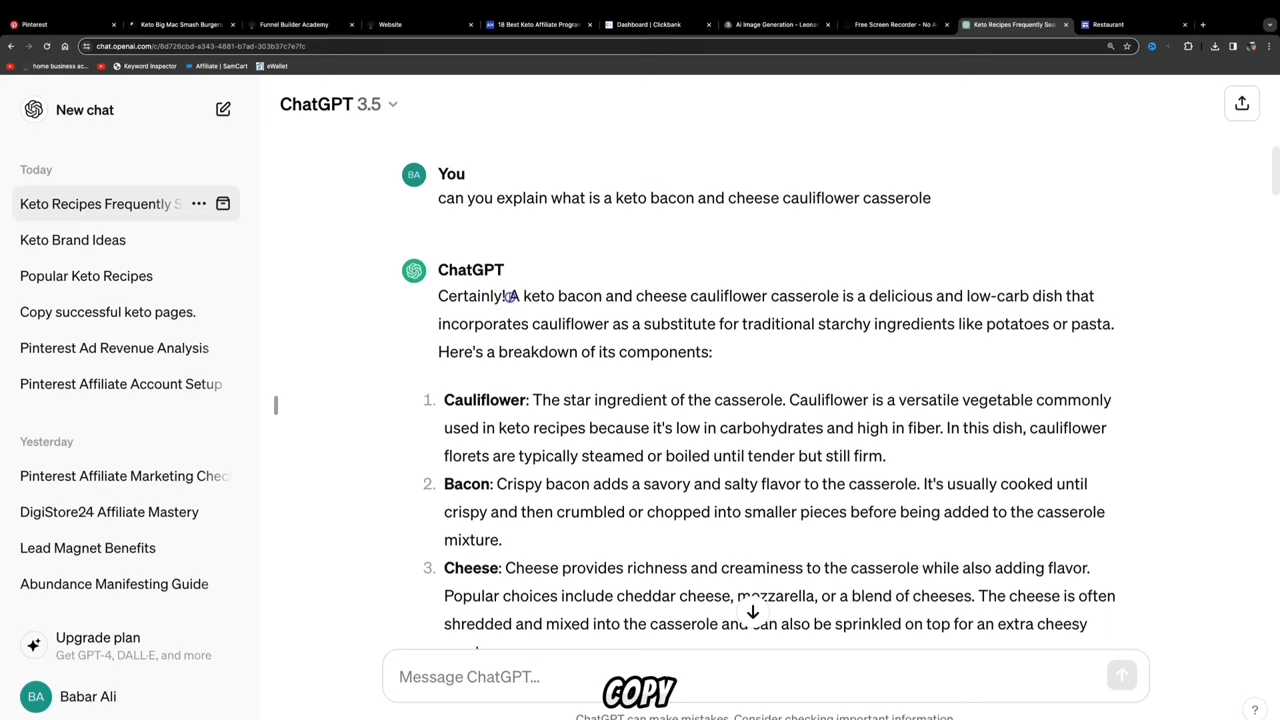 Pinterest
Keto Big Mac Smash Burgers
Funnel Builder Academy
Website
18 Best Keto Affiliate Program
Dashboard | Clickbank
Ai Image Generation - Leona
Free Screen Recorder - No A
Keto Recipes Frequently Sea
Restaurant
chat.openai.com/c/8d726cbd-a343-4881-b7ad-303b37c7e7fc
home business ac...
Keyword Inspector
Affiliate | SamCart
eWallet
New chat
ChatGPT 3.5
Today
Keto Recipes Frequently S
Keto Brand Ideas
Popular Keto Recipes
Copy successful keto pages.
Pinterest Ad Revenue Analysis
Pinterest Affiliate Account Setup
Yesterday
Pinterest Affiliate Marketing Chec
DigiStore24 Affiliate Mastery
Lead Magnet Benefits
Abundance Manifesting Guide
Upgrade plan
Get GPT-4, DALL·E, and more
BA
Babar Ali
BA
You
can you explain what is a keto bacon and cheese cauliflower casserole
ChatGPT
Certainly! A keto bacon and cheese cauliflower casserole is a delicious and low-carb dish that
incorporates cauliflower as a substitute for traditional starchy ingredients like potatoes or pasta.
Here's a breakdown of its components:
1. Cauliflower: The star ingredient of the casserole. Cauliflower is a versatile vegetable commonly
used in keto recipes because it's low in carbohydrates and high in fiber. In this dish, cauliflower
florets are typically steamed or boiled until tender but still firm.
2. Bacon: Crispy bacon adds a savory and salty flavor to the casserole. It's usually cooked until
crispy and then crumbled or chopped into smaller pieces before being added to the casserole
mixture.
3. Cheese: Cheese provides richness and creaminess to the casserole while also adding flavor.
Popular choices include cheddar cheese, mozzarella, or a blend of cheeses. The cheese is often
shredded and mixed into the casserole and can also be sprinkled on top for an extra cheesy
Message ChatGPT...
COPY
ChatGPT can make mistakes. Consider checking important information.
?